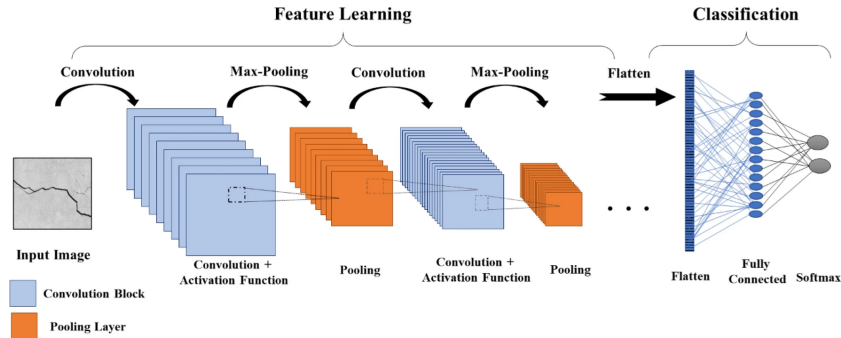 Feature Learning
Classification
Convolution
Max-Pooling
Convolution
Max-Pooling
Flatten
Input Image
Convolution +
Activation Function
Pooling
Convolution +
Activation Function
Pooling
. . .
Flatten
Fully
Connected
Softmax
Convolution Block
Pooling Layer